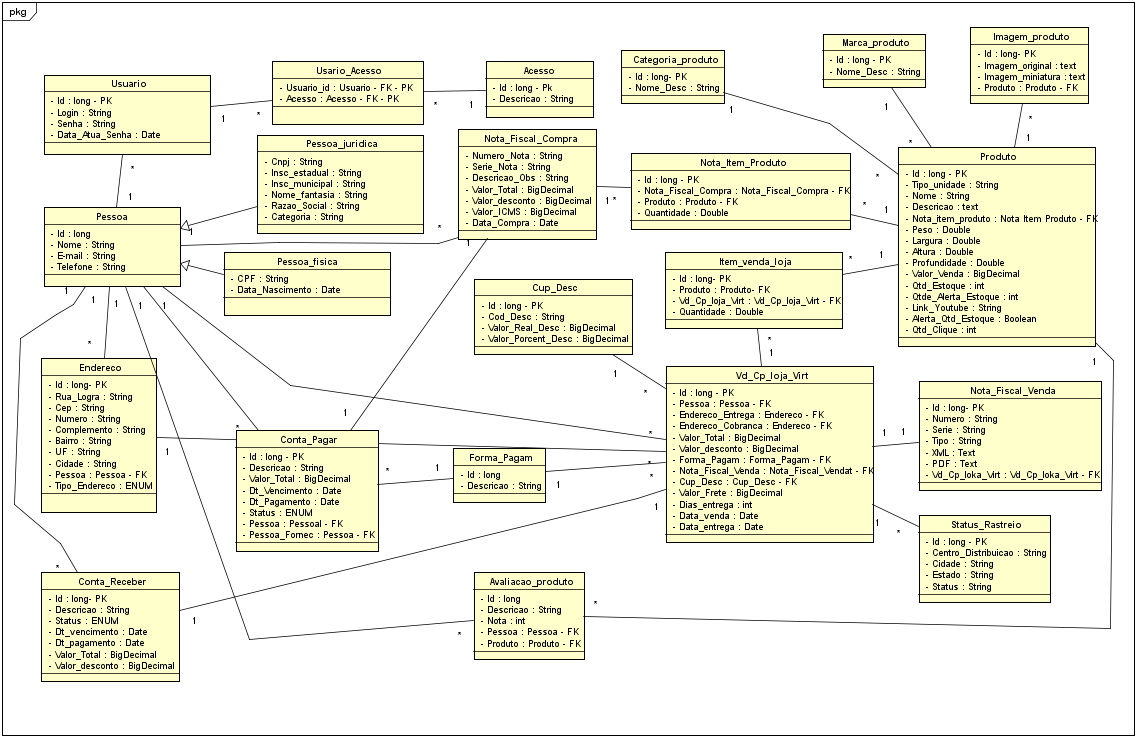 pkg
Usuario
- Id : long - PK
- Login : String
- Senha : String
- Data_Atua_Senha : Date
Usario_Acesso
- Usuario_id : Usuario - FK - PK
- Acesso : Acesso - FK - PK
Acesso
- Id : long - Pk
- Descricao : String
Categoria_produto
- Id : long- PK
- Nome_Desc : String
Marca_produto
- Id : long - PK
- Nome_Desc : String
Imagem_produto
- Id : long- PK
- Imagem_original : text
- Imagem_miniatura : text
- Produto : Produto - FK
1
*
*
1
1
1
*
*
*
1
*
1
Pessoa_juridica
- Cnpj : String
- Insc_estadual : String
- Insc_municipal : String
- Nome_fantasia : String
- Razao_Social : String
- Categoria : String
Nota_Fiscal_Compra
- Numero_Nota : String
- Serie_Nota : String
- Descricao_Obs : String
- Valor_Total : BigDecimal
- Valor_desconto : BigDecimal
- Valor_ICMS : BigDecimal
- Data_Compra : Date
Nota_Item_Produto
- Id : long - PK
- Nota_Fiscal_Compra : Nota_Fiscal_Compra - FK
- Produto : Produto - FK
- Quantidade : Double
Produto
- Id : long - PK
- Tipo_unidade : String
- Nome : String
- Descricao : text
- Nota_item_produto : Nota Item Produto - FK
- Peso : Double
- Largura : Double
- Altura : Double
- Profundidade : Double
- Valor_Venda : BigDecimal
- Qtd_Estoque : int
- Qtde_Alerta_Estoque : int
- Link_Youtube : String
- Alerta_Qtd_Estoque : Boolean
- Qtd_Clique : int
*
1
1
*
1
*
*
1
1
*
1
Pessoa
- Id : long
- Nome : String
- E-mail : String
- Telefone : String
Pessoa_fisica
- CPF : String
- Data_Nascimento : Date
Item_venda_loja
- Id : long - PK
- Produto : Produto- FK
- Vd_Cp_loja_Virt : Vd_Cp_loja_Virt - FK
- Quantidade : Double
Cup_Desc
- Id : long - PK
- Cod_Desc : String
- Valor_Real_Desc : BigDecimal
- Valor_Porcent_Desc : BigDecimal
1
1
1
1
1
*
*
1
1
*
1
1
*
Endereco
- Id : long- PK
- Rua_Logra : String
- Cep : String
- Numero : String
- Complemento : String
- Bairro : String
- UF : String
- Cidade : String
- Pessoa : Pessoa - FK
- Tipo_Endereco : ENUM
Vd_Cp_loja_Virt
- Id : long - PK
- Pessoa : Pessoa - FK
- Endereco_Entrega : Endereco - FK
- Endereco_Cobranca : Endereco - FK
- Valor_Total : BigDecimal
- Valor_desconto : BigDecimal
- Forma_Pagam : Forma_Pagam - FK
- Nota_Fiscal_Venda : Nota_Fiscal_Vendat - FK
- Cup_Desc : Cup_Desc - FK
- Valor_Frete : BigDecimal
- Dias_entrega : int
- Data_venda : Date
- Data_entrega : Date
Nota_Fiscal_Venda
- Id : long- PK
- Numero : String
- Serie : String
- Tipo : String
- XML : Text
- PDF : Text
- Vd_Cp_loka_Virt : Vd_Cp_loka_Virt - FK
Conta_Pagar
- Id : long - PK
- Descricao : String
- Valor_Total : BigDecimal
- Dt_Vencimento : Date
- Dt_Pagamento : Date
- Status : ENUM
- Pessoa : Pessoal - FK
- Pessoa_Fornec : Pessoa - FK
Forma_Pagam
- Id : long
- Descricao : String
1
*
*
1
1
*
1
1
*
*
1
1
*
Status_Rastreio
- Id : long - PK
- Centro_Distribuicao : String
- Cidade : String
- Estado : String
- Status : String
Conta_Receber
- Id : long- PK
- Descricao : String
- Status : ENUM
- Dt_vencimento : Date
- Dt_pagamento : Date
- Valor_Total : BigDecimal
- Valor_desconto : BigDecimal
Avaliacao_produto
- Id : long
- Descricao : String
- Nota : int
- Pessoa : Pessoa - FK
- Produto : Produto - FK
*
1
*
*